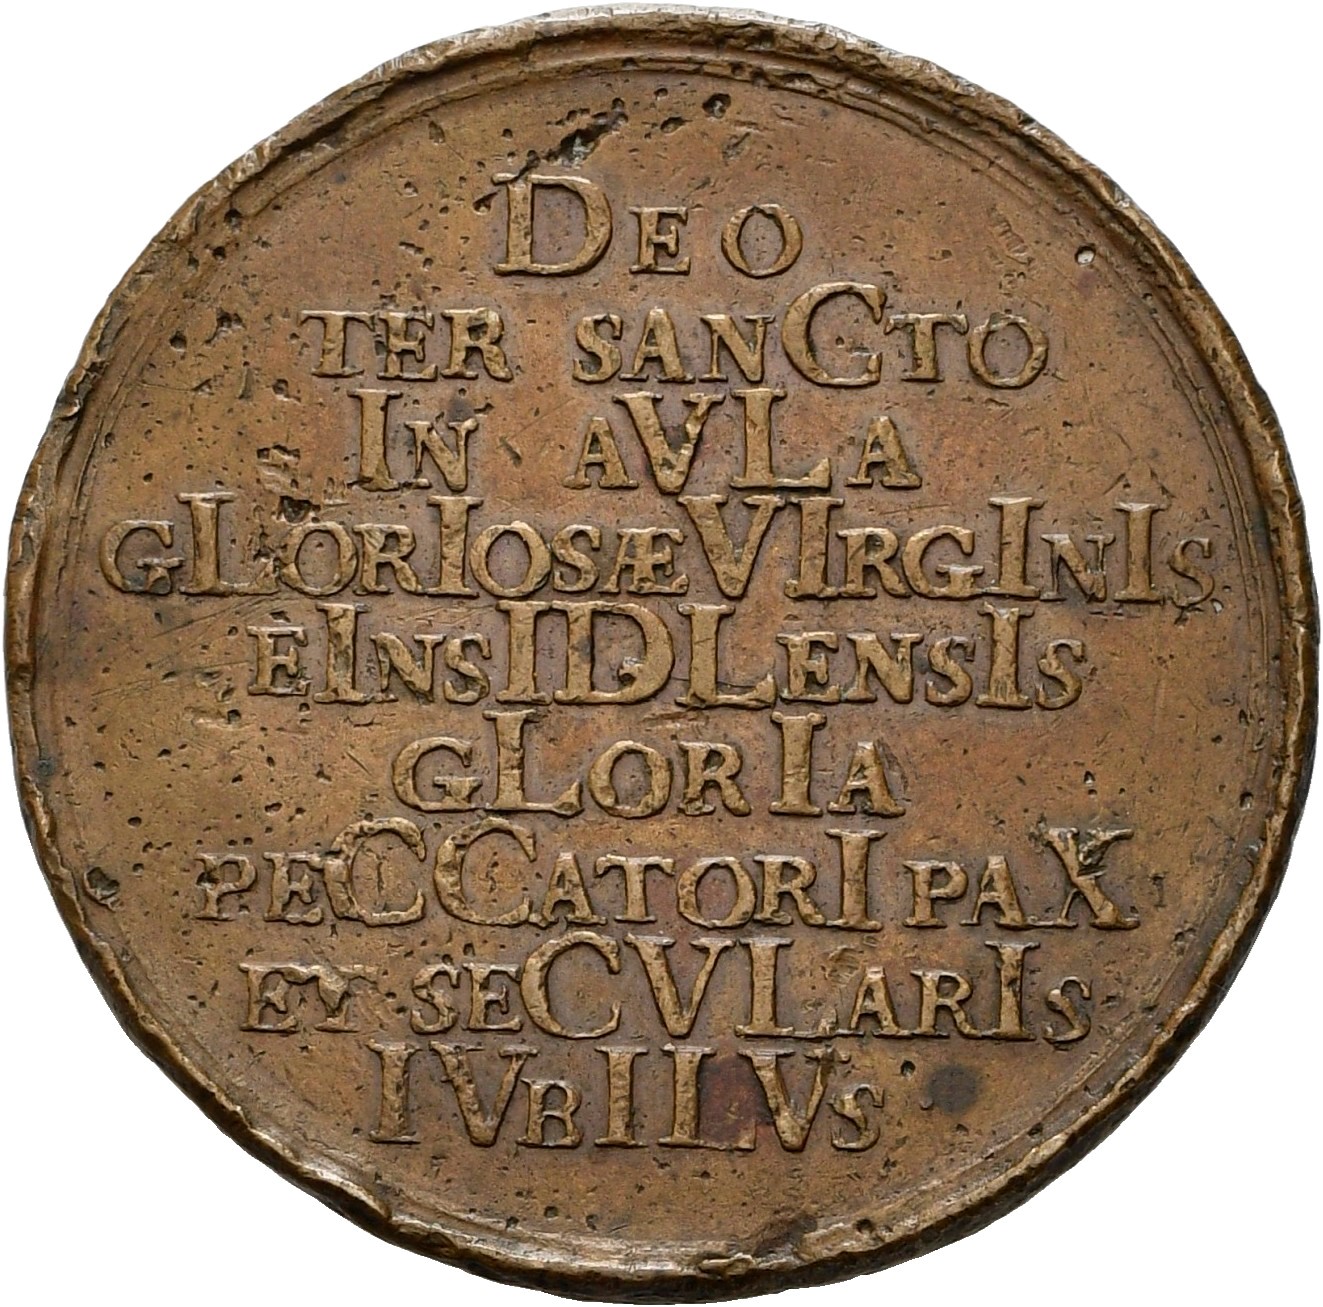 DEO
TER SANCTO
IN AVLA
GLORIOSÆ VIRGINIS
EINSIDLENSIS
GLORIA
PECCATORI PAX
ET SECVLARIS
IVBILVS